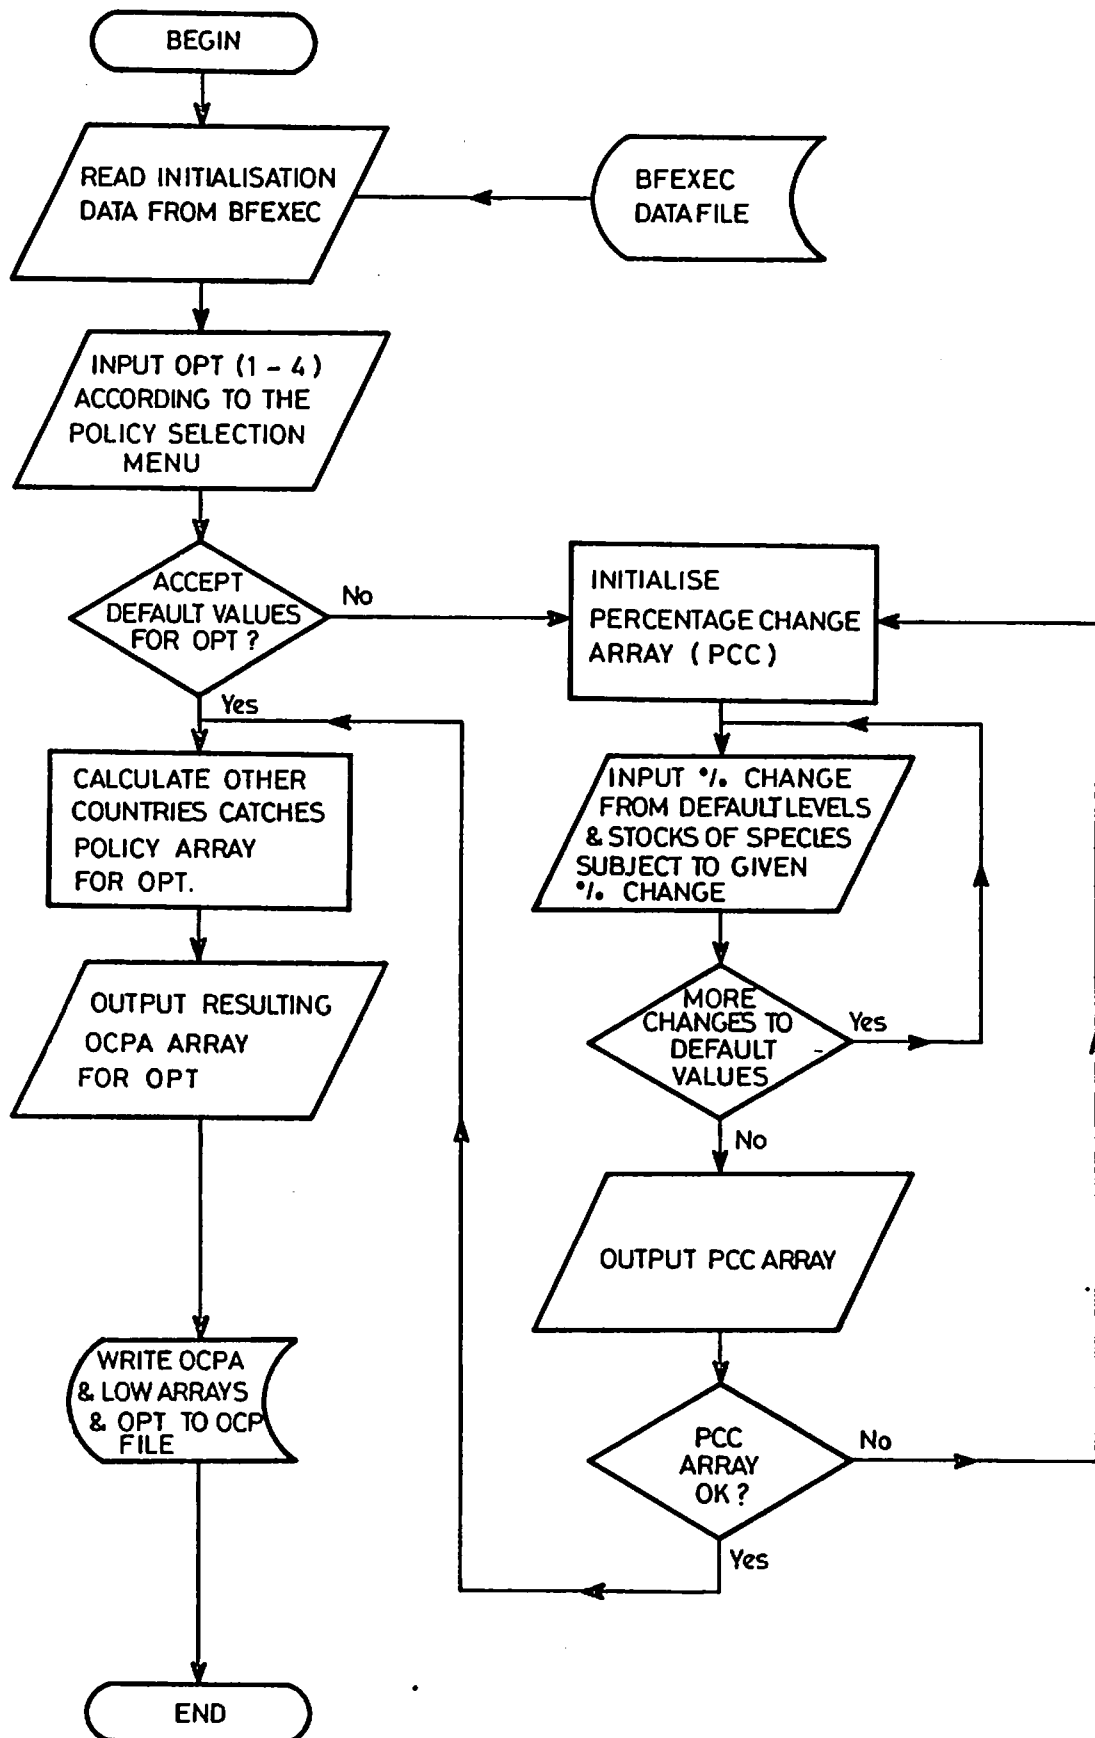 BEGIN
READ INITIALISATION
DATA FROM BFEXEC
BFEXEC
DATA FILE
INPUT OPT (1 - 4)
ACCORDING TO THE
POLICY SELECTION
MENU
ACCEPT
DEFAULT VALUES
FOR OPT ?
No
Yes
INITIALISE
PERCENTAGE CHANGE
ARRAY ( PCC )
CALCULATE OTHER
COUNTRIES CATCHES
POLICY ARRAY
FOR OPT.
INPUT % CHANGE
FROM DEFAULT LEVELS
& STOCKS OF SPECIES
SUBJECT TO GIVEN
% CHANGE
OUTPUT RESULTING
OCPA ARRAY
FOR OPT
MORE
CHANGES TO
DEFAULT
VALUES
Yes
No
OUTPUT PCC ARRAY
WRITE OCPA
& LOW ARRAYS
& OPT TO OCP
FILE
PCC
ARRAY
OK ?
No
Yes
END